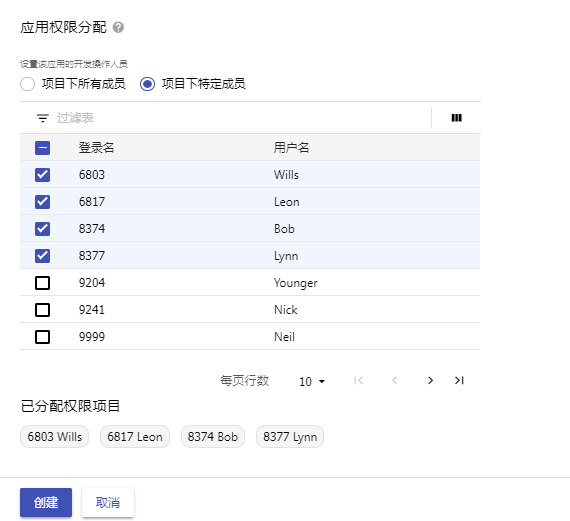 应用权限分配
设置该应用的开发操作人员
项目下所有成员 项目下特定成员
过滤表
登录名 用户名
6803 Wills
6817 Leon
8374 Bob
8377 Lynn
9204 Younger
9241 Nick
9999 Neil
每页行数 10
已分配权限项目
6803 Wills 6817 Leon 8374 Bob 8377 Lynn
创建 取消